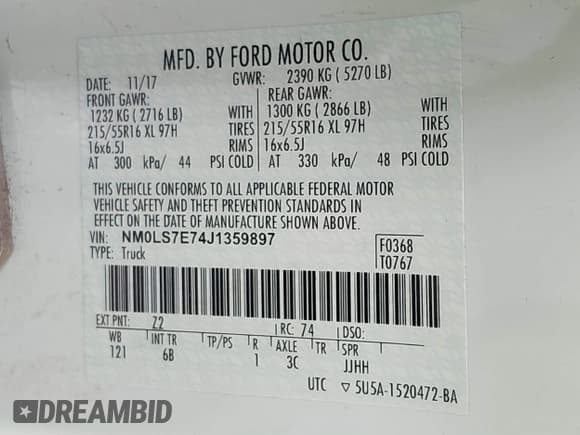 MFD. BY FORD MOTOR CO.
DATE: 11/17 GVWR: 2390 KG ( 5270 LB)
FRONT GAWR: REAR GAWR:
1232 KG ( 2716 LB) WITH 1300 KG ( 2866 LB) WITH
215/55R16 XL 97H TIRES 215/55R16 XL 97H TIRES
16x6.5J RIMS 16x6.5J RIMS
AT 300 kPa/ 44 PSI COLD AT 330 kPa/ 48 PSI COLD
THIS VEHICLE CONFORMS TO ALL APPLICABLE FEDERAL MOTOR
VEHICLE SAFETY AND THEFT PREVENTION STANDARDS IN
EFFECT ON THE DATE OF MANUFACTURE SHOWN ABOVE.
VIN: NM0LS7E74J1359897 F0368
TYPE: Truck T0767
EXT PNT: Z2 RC: 74 DSO:
WB INT TR TP/PS R AXLE TR SPR
121 6B 1 3C JJHH
UTC ▽ 5U5A-1520472-BA
DREAMBID